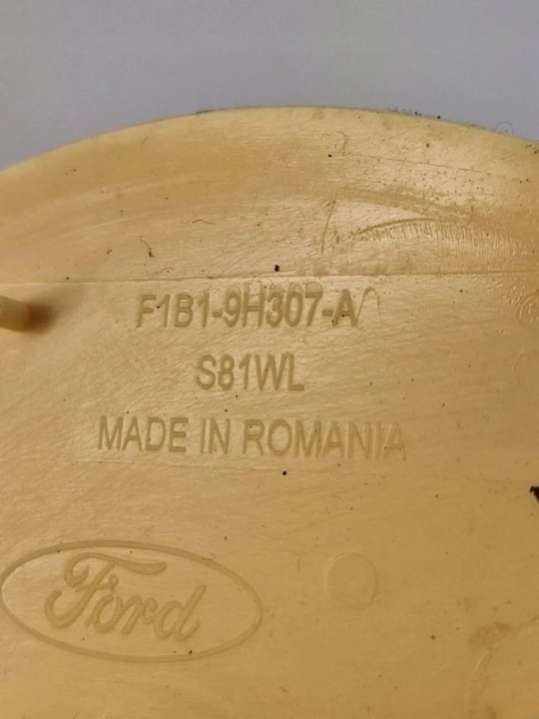 F1B1-9H307-A
S81WL
MADE IN ROMANIA
Ford